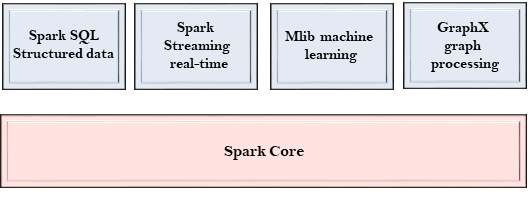 Spark SQL
Structured data
Spark
Streaming
real-time
Mlib machine
learning
GraphX
graph
processing
Spark Core